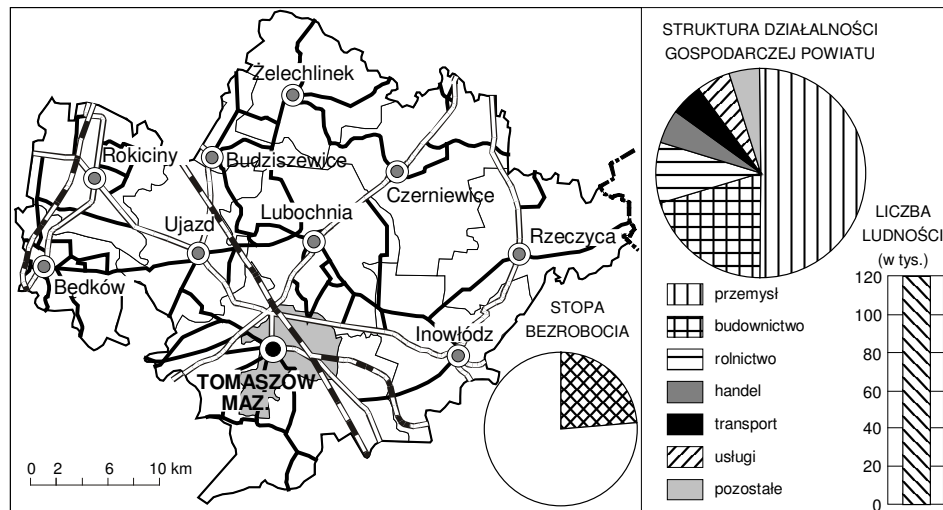 Żelechlinek
Rokiciny
Budziszewice
Czerniewice
Ujazd
Lubochnia
Rzeczyca
Będków
Inowłódz
TOMASZÓW
MAZ.
0 2 6 10 km
STOPA
BEZROBOCIA
STRUKTURA DZIAŁALNOŚCI
GOSPODARCZEJ POWIATU
przemysł
budownictwo
rolnictwo
handel
transport
usługi
pozostałe
LICZBA
LUDNOŚCI
(w tys.)
120
100
80
60
40
20
0